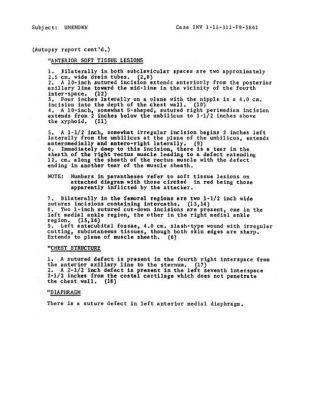 Subject: UNKNOWN Case INV 1-15-311-F9-5861
(Autopsy report cont'd.)
"ANTERIOR SOFT TISSUE LESIONS
1. Bilaterally in both subclavicular spaces are two approximately
2.5 cm. wide drain tubes. (2,8)
2. A 10-inch sutured incision extends anteriorly from the posterior
axillary line toward the mid-line in the vicinity of the fourth
inter-space. (12)
3. Four inches laterally on a plane with the nipple is a 4.0 cm.
incision into the depth of the chest wall. (10)
4. A 10-inch, somewhat S-shaped, sutured right permedian incision
extends from 2 inches below the umbilicus to 1-1/2 inches above
the xyphoid. (11)
5. A 1-1/2 inch, somewhat irregular incision begins 2 inches left
laterally from the umbilicus at the plane of the umbilicus, extends
anteromedially and antero-right laterally. (9)
6. Immediately deep to this incision, there is a tear in the
sheath of the right rectus muscle leading to a defect extending
12. cm. along the sheath of the rectus muscle with the defect
ending in another tear of the muscle sheath.
NOTE: Numbers in parantheses refer to soft tissue lesions on
attached diagram with those circled in red being those
apparently inflicted by the attacker.
7. Bilaterally in the femoral regions are two 1-1/2 inch wide
sutures incisions containing intercaths. (13,14)
8. Two 1-inch sutured cut-down incisions are present, one in the
left medial ankle region, the other in the right medial ankle
region. (15,16)
9. Left antecubital fossae, 4.0 cm. slash-type wound with irregular
cutting, subcutaneous tissues, though both skin edges are sharp.
Extends to plane of muscle sheath. (6)
"CHEST STRUCTURE
1. A sutured defect is present in the fourth right interspace from
the anterior axillary line to the sternum. (17)
2. A 2-1/2 inch defect is present in the left seventh interspace
2-1/2 inches from the costal cartilage which does not penetrate
the chest wall. (18)
"DIAPHRAGM
There is a suture defect in left anterior medial diaphragm.